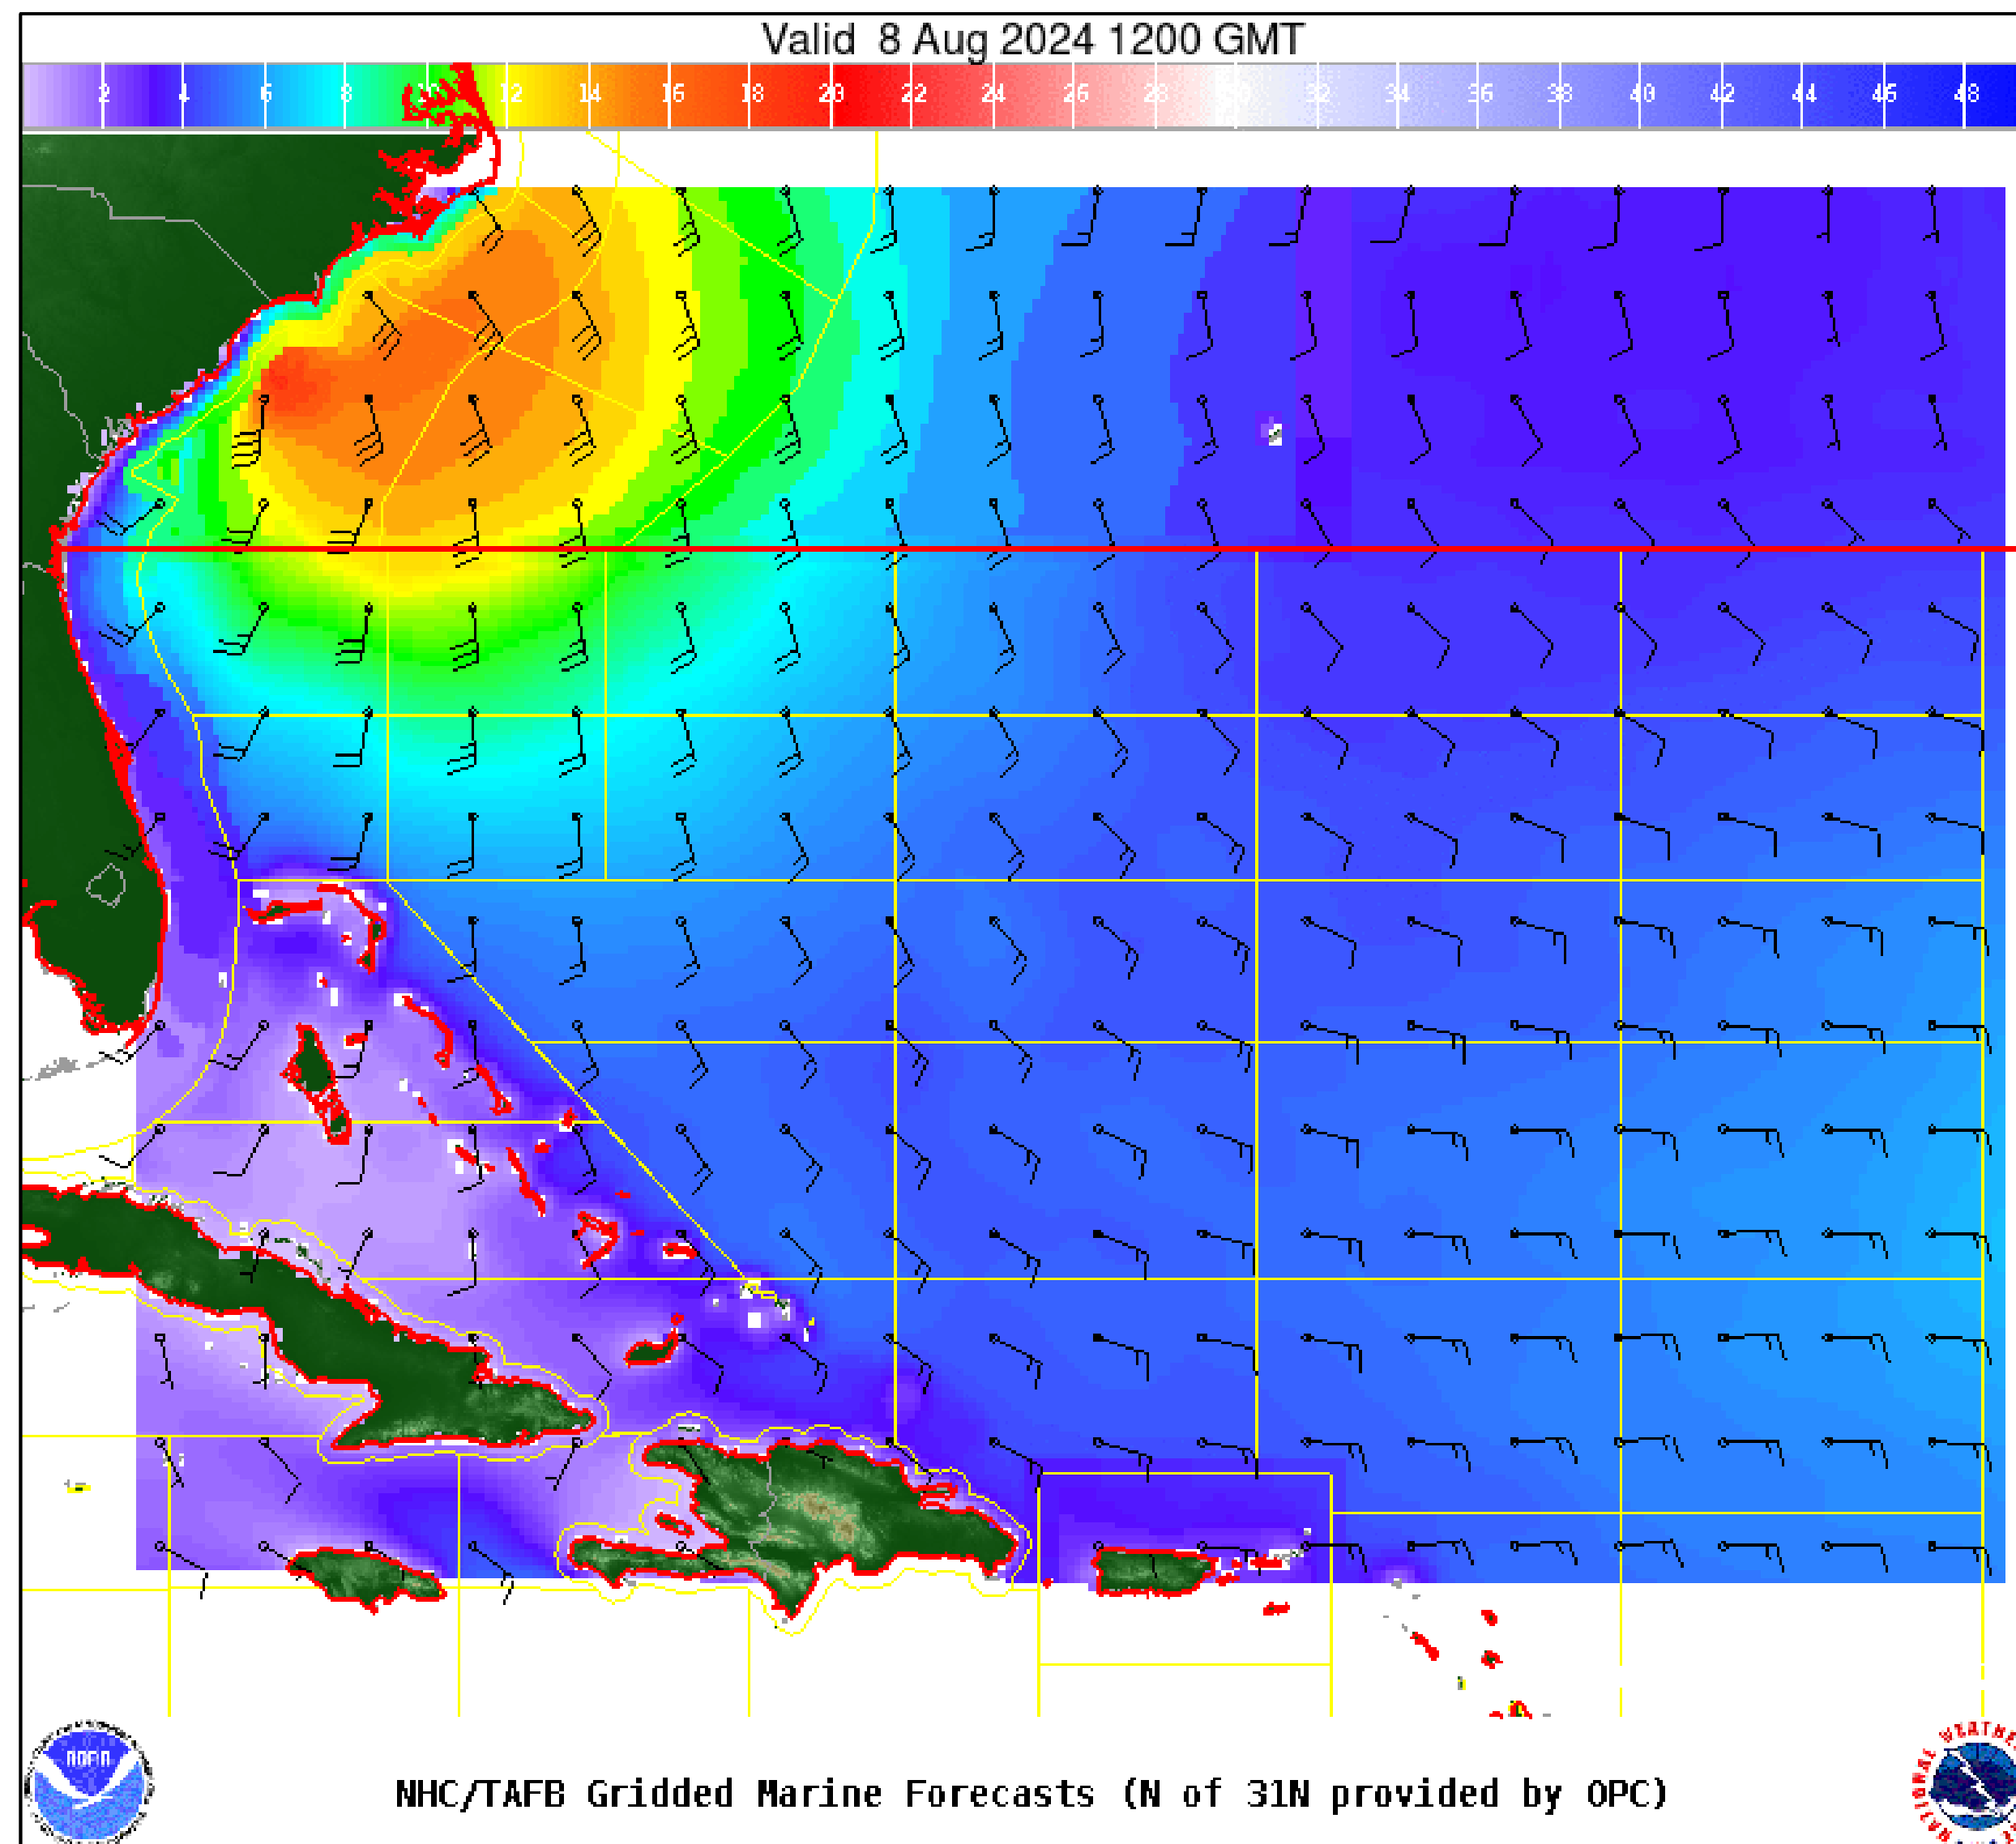 Valid 8 Aug 2024 1200 GMT
2 4 6 8 10 12 14 16 18 20 22 24 26 28 30 32 34 36 38 40 42 44 46 48
NOAA
NHC/TAFB Gridded Marine Forecasts (N of 31N provided by OPC)